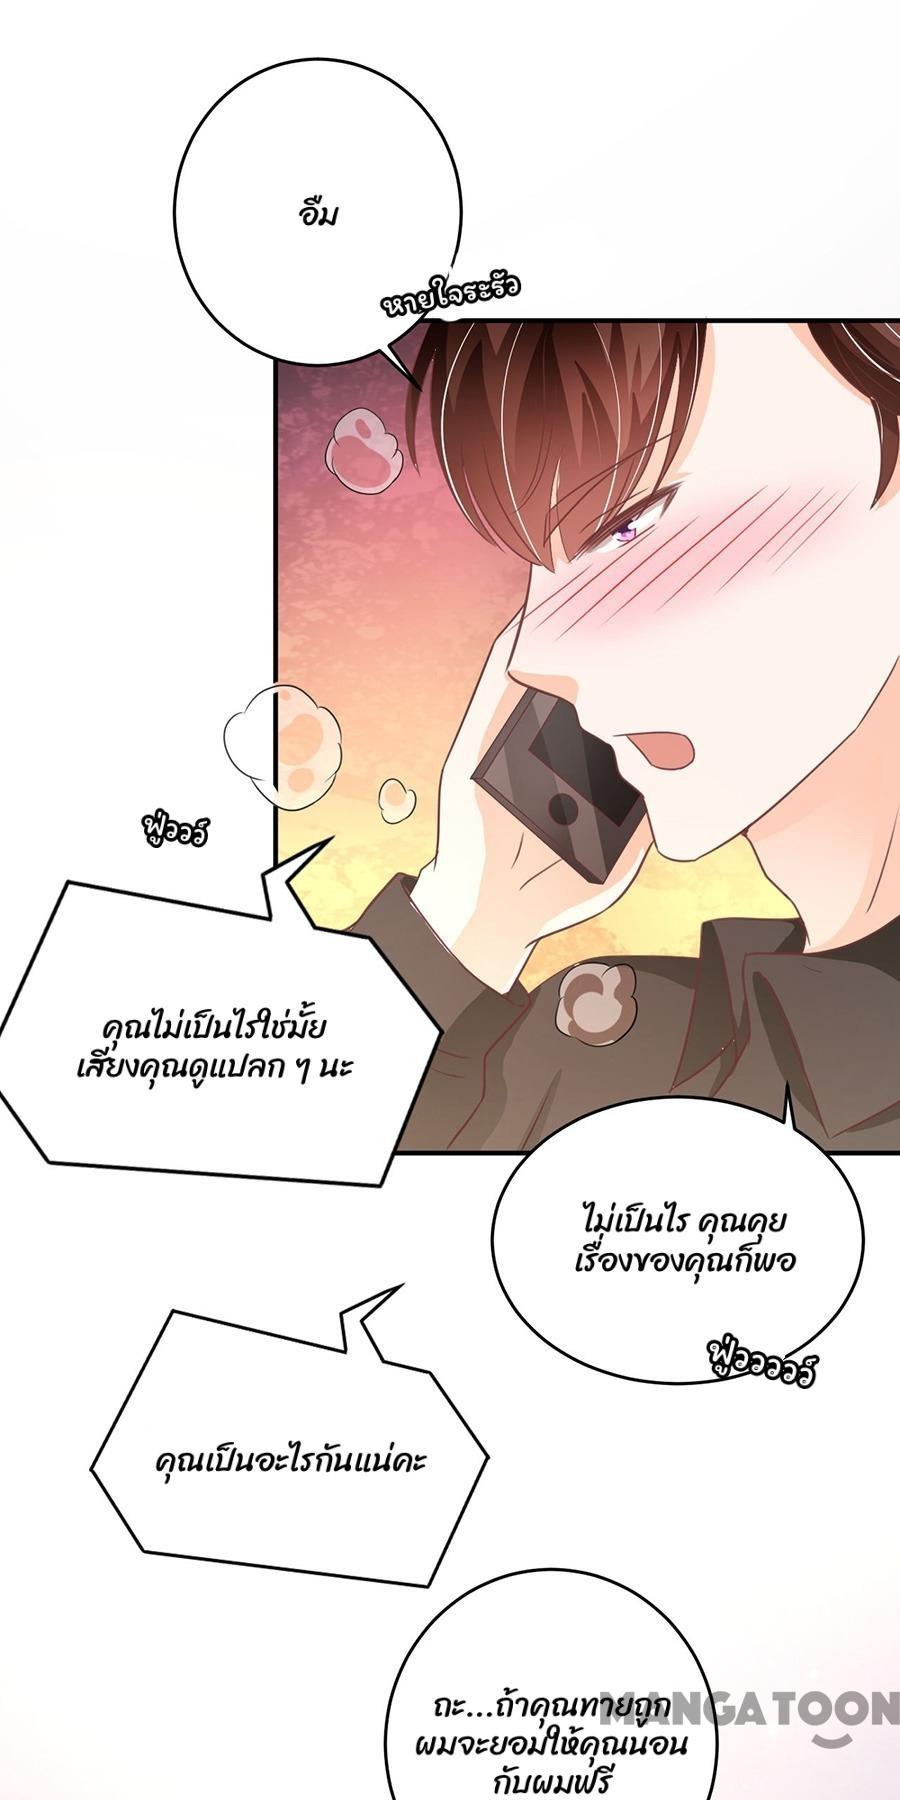 อืม
หายใจระรัว
ฟู่ววร์
คุณไม่เป็นไรใช่มั้ย
เสียงคุณดูแปลก ๆ นะ
ไม่เป็นไร คุณคุย
เรื่องของคุณก็พอ
ฟู่วววร์
คุณเป็นอะไรกันแน่คะ
ถะ...ถ้าคุณทายถูก
ผมจะยอมให้คุณนอน
กับผมฟรี
MANGATOON